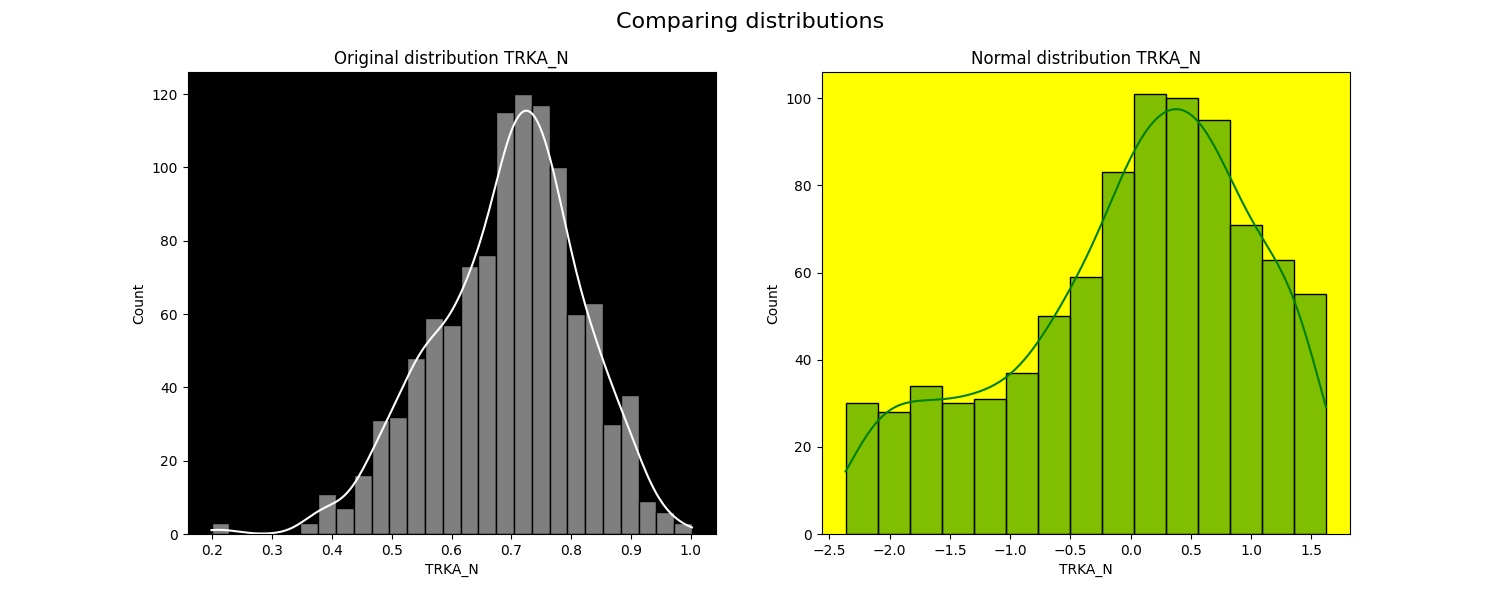 Comparing distributions
Original distribution TRKA_N
Count
120
100
80
60
40
20
0
0.2 0.3 0.4 0.5 0.6 0.7 0.8 0.9 1.0
TRKA_N
Normal distribution TRKA_N
Count
100
80
60
40
20
0
−2.5 −2.0 −1.5 −1.0 −0.5 0.0 0.5 1.0 1.5
TRKA_N